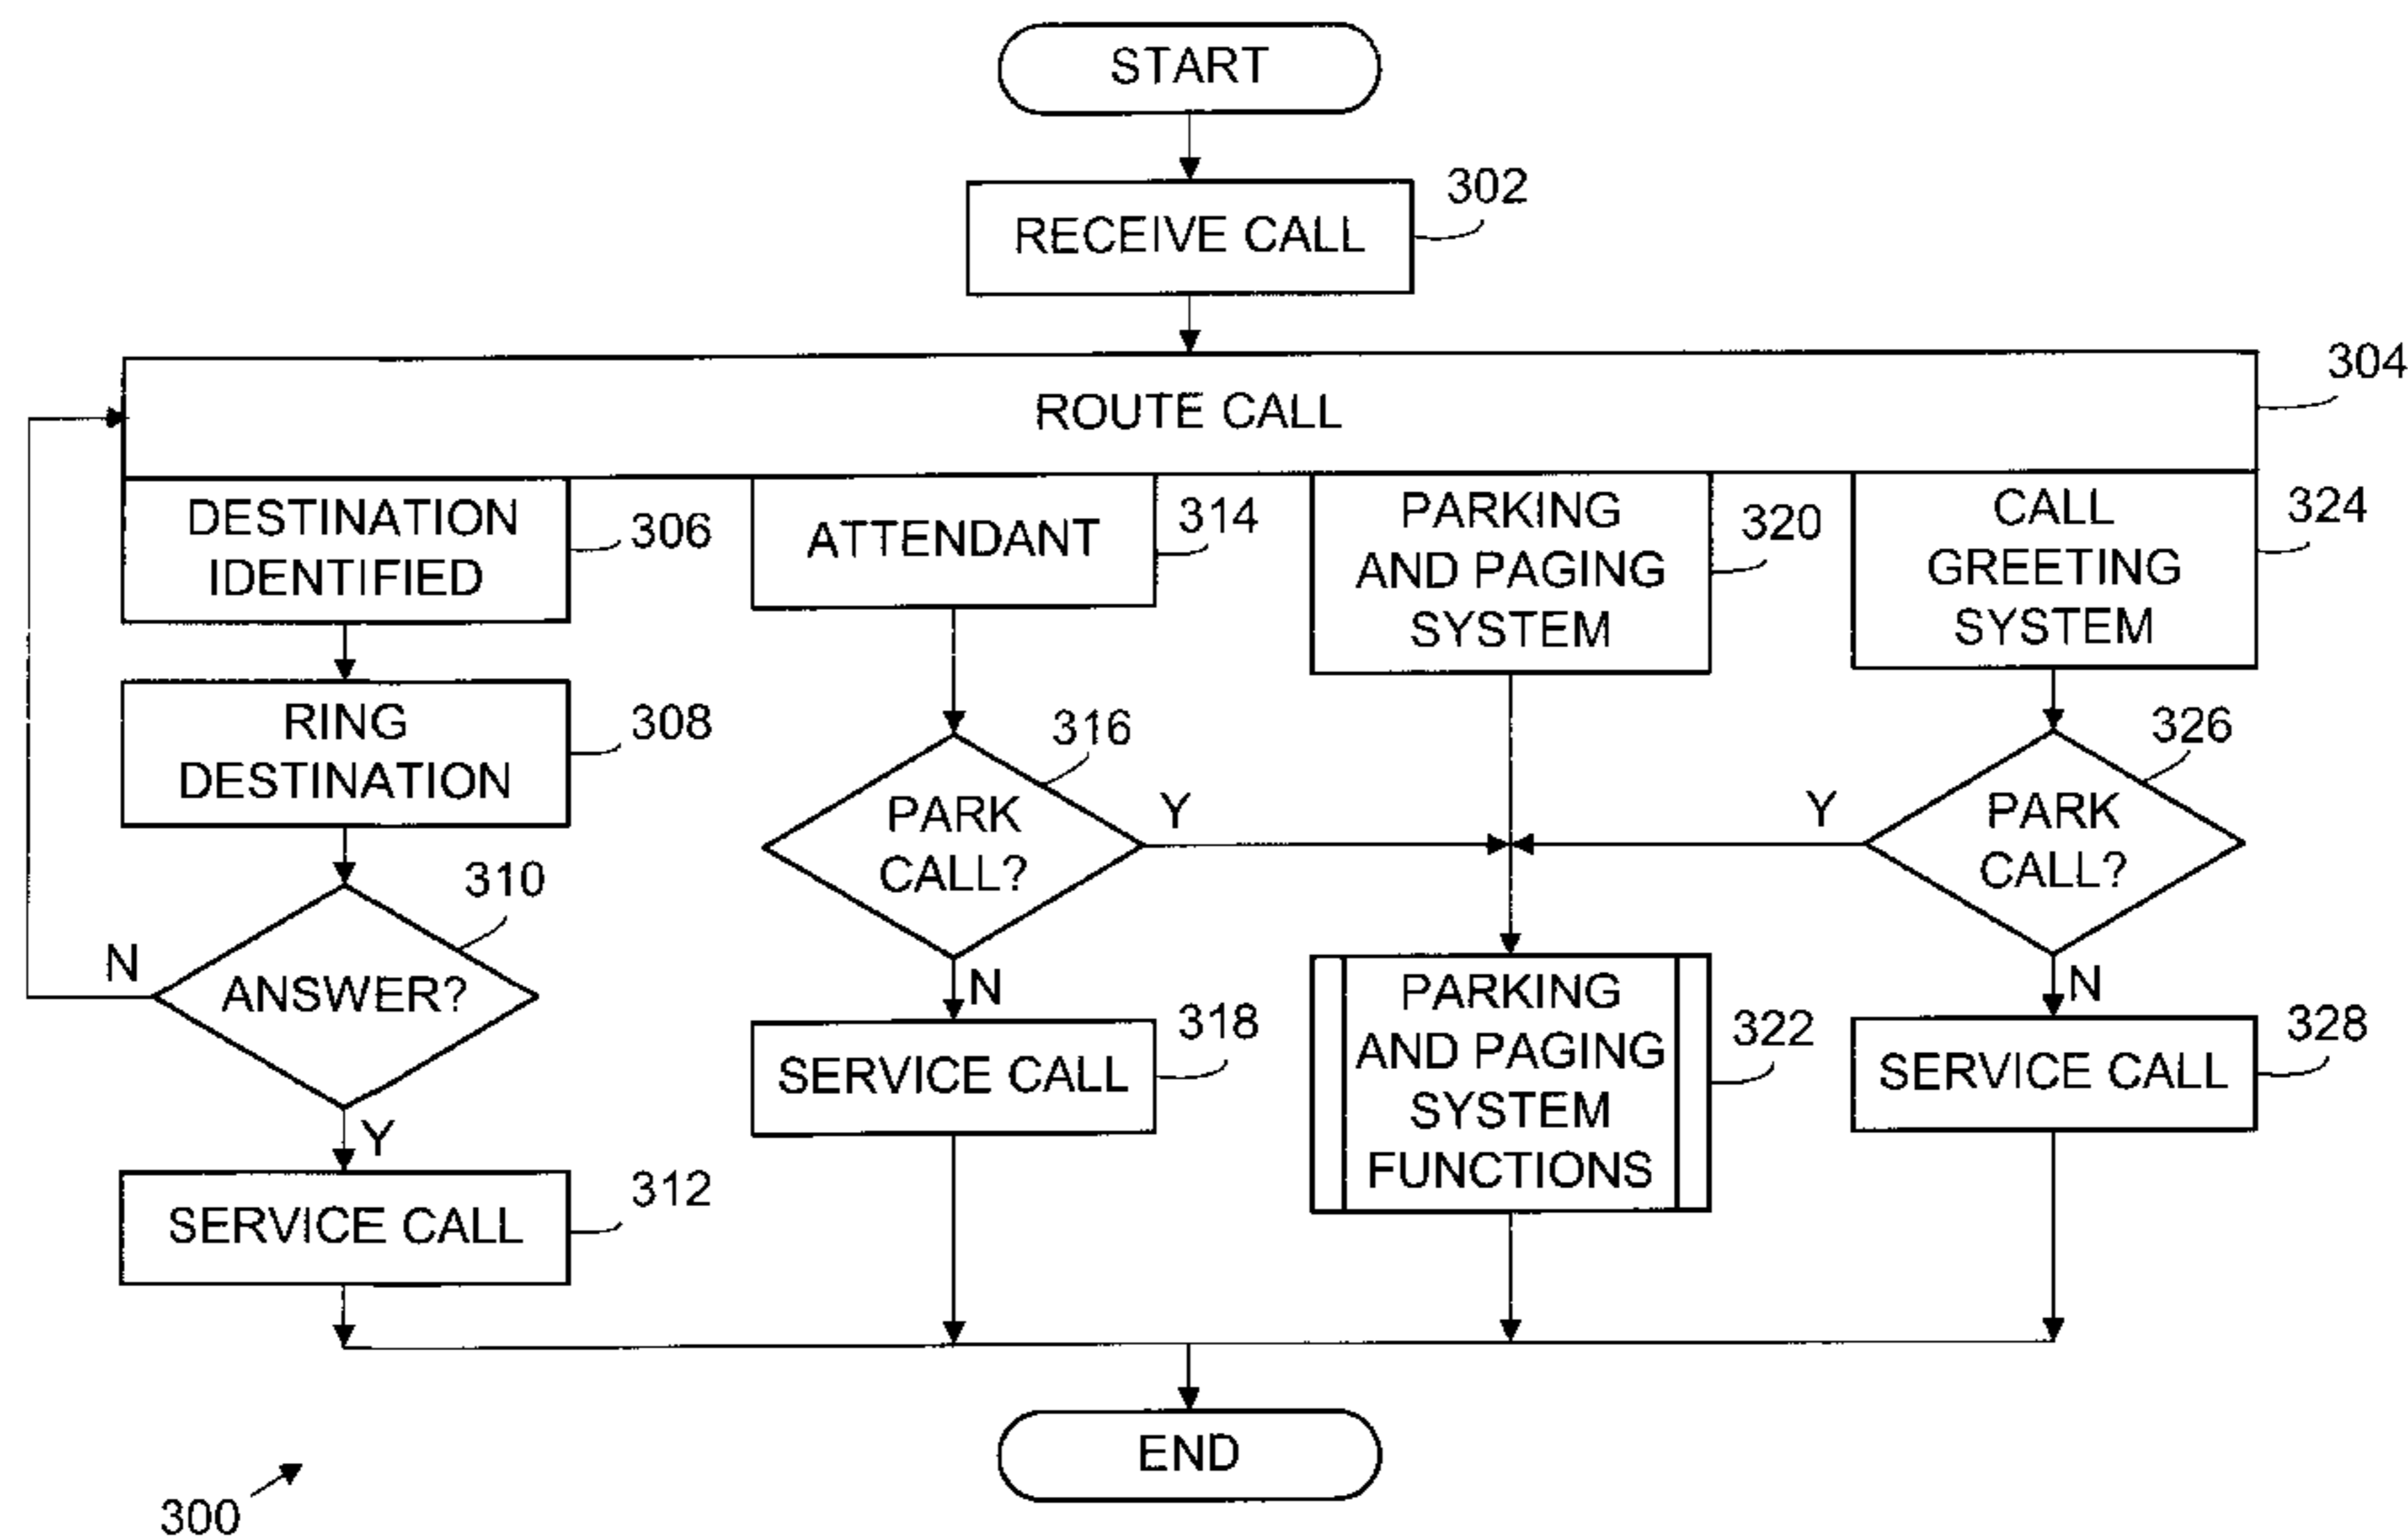 START
RECEIVE CALL
302
ROUTE CALL
304
DESTINATION
IDENTIFIED
306
ATTENDANT
314
PARKING
AND PAGING
SYSTEM
320
CALL
GREETING
SYSTEM
324
RING
DESTINATION
308
PARK
CALL?
316
Y
PARK
CALL?
326
Y
ANSWER?
310
N
Y
N
SERVICE CALL
318
PARKING
AND PAGING
SYSTEM
FUNCTIONS
322
N
SERVICE CALL
328
SERVICE CALL
312
END
300